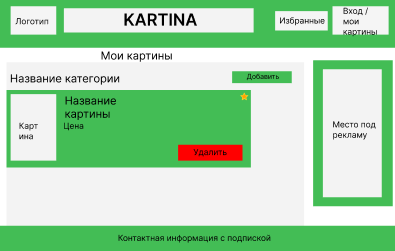 Логотип
KARTINA
Избранные
Вход /
мои
картины
Мои картины
Название категории
Добавить
Карт
ина
Название
картины
Цена
Удалить
Место под
рекламу
Контактная информация с подпиской